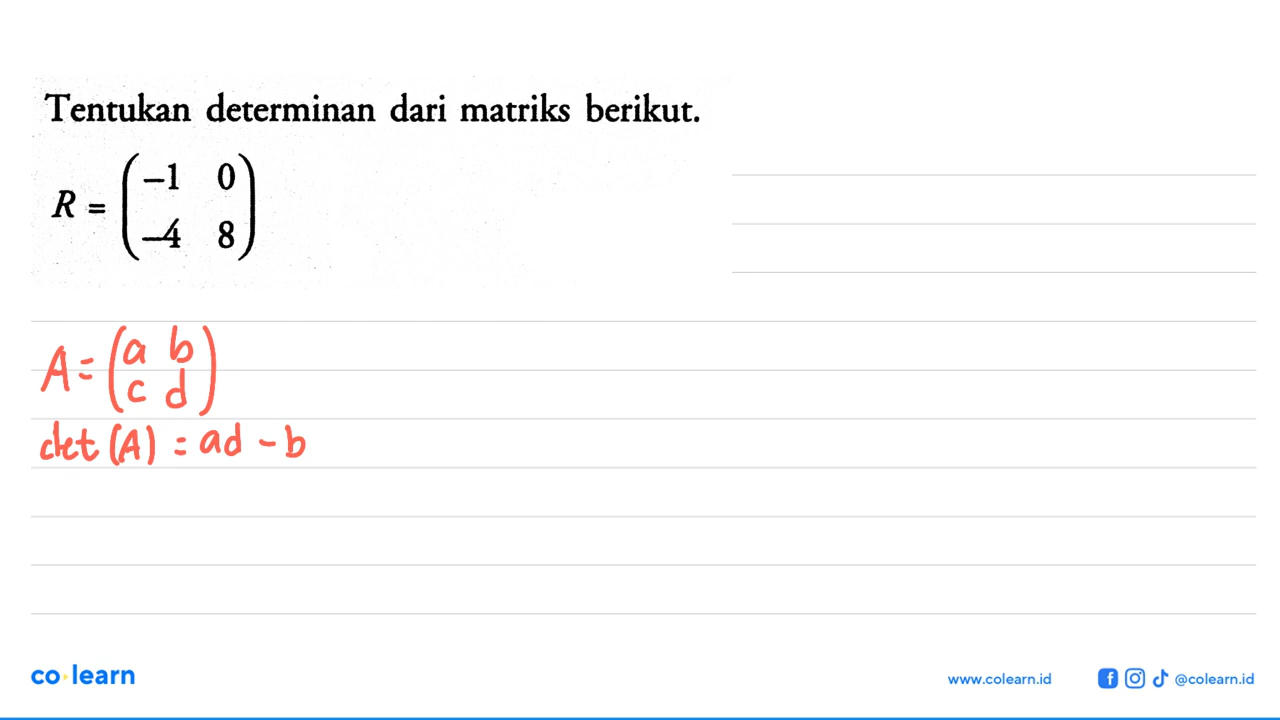 Tentukan determinan dari matriks berikut.
R = (-1 0
-4 8)
A = (a b
c d)
det (A) = ad - b
co learn
www.colearn.id @colearn.id